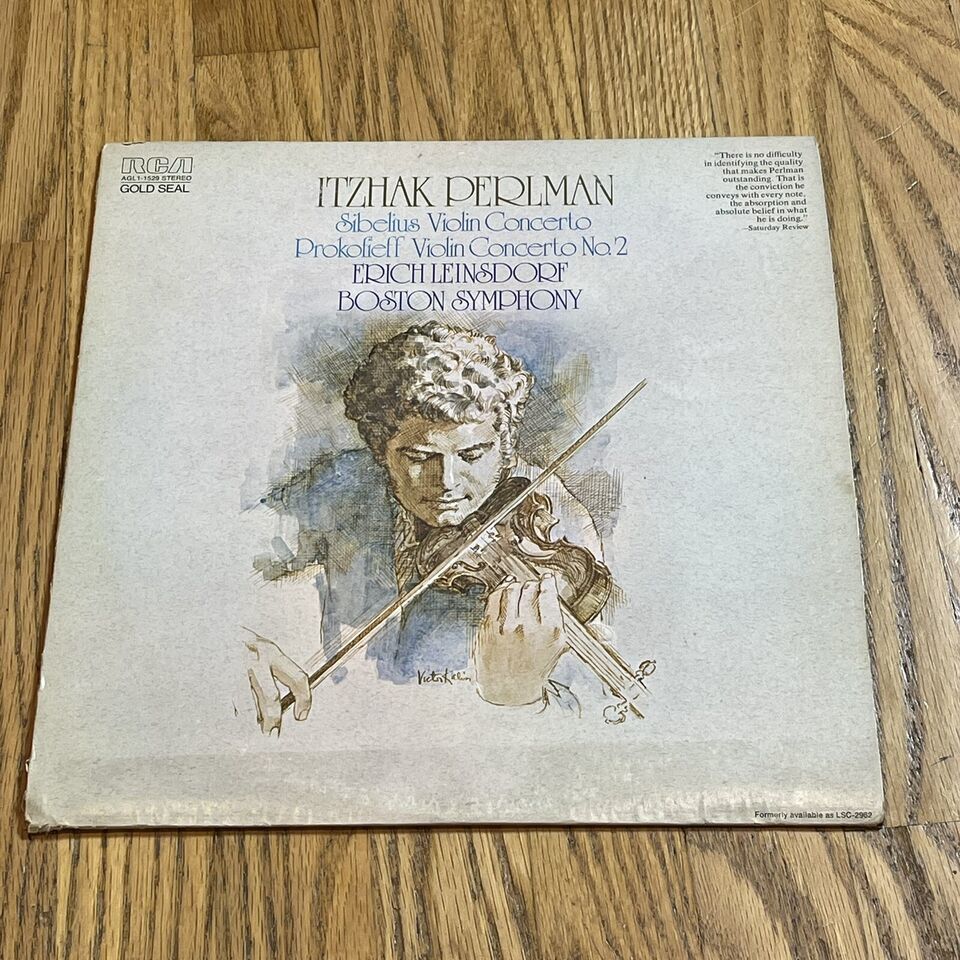 RCA
AGL1-1529 STEREO
GOLD SEAL
"There is no difficulty
in identifying the quality
that makes Perlman
outstanding. That is
the conviction he
conveys with every note,
the absorption and
absolute belief in what
he is doing."
—Saturday Review
ITZHAK PERLMAN
Sibelius Violin Concerto
Prokofieff Violin Concerto No. 2
ERICH LEINSDORF
BOSTON SYMPHONY
Victor Kalin
Formerly available as LSC-2962